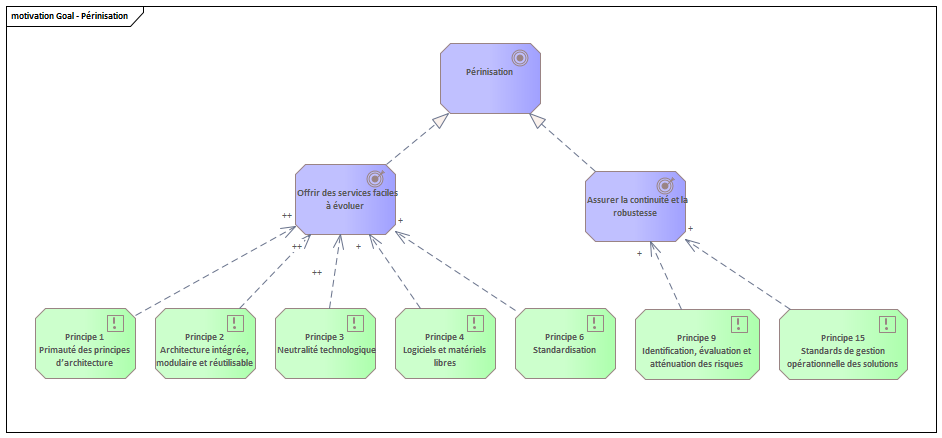 motivation Goal - Périnisation
Périnisation
Offrir des services faciles
à évoluer
Assurer la continuité et la
robustesse
++
++
++
+
+
+
+
Principe 1
Primauté des principes
d'architecture
Principe 2
Architecture intégrée,
modulaire et réutilisable
Principe 3
Neutralité technologique
Principe 4
Logiciels et matériels
libres
Principe 6
Standardisation
Principe 9
Identification, évaluation et
atténuation des risques
Principe 15
Standards de gestion
opérationnelle des solutions